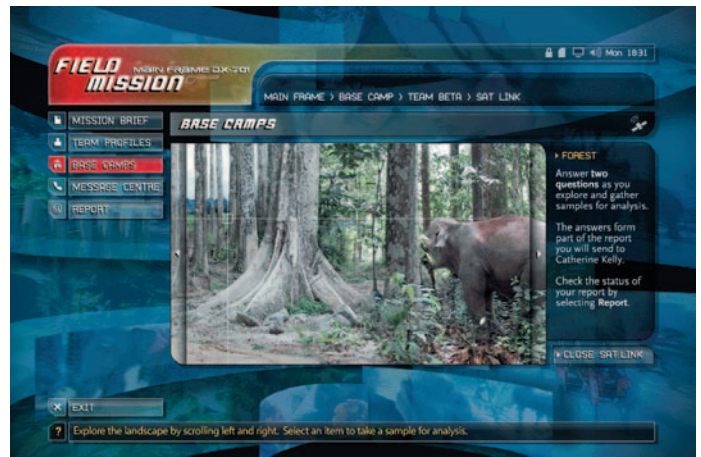 Mon 18:31
FIELD MISSION
MAIN FRAME DX-701
MAIN FRAME > BASE CAMP > TEAM BETA > SAT LINK
MISSION BRIEF
TEAM PROFILES
BASE CAMPS
MESSAGE CENTRE
REPORT
BASE CAMPS
FOREST
Answer two
questions as you
explore and gather
samples for analysis.
The answers form
part of the report
you will send to
Catherine Kelly.
Check the status of
your report by
selecting Report.
CLOSE SAT LINK
EXIT
? Explore the landscape by scrolling left and right. Select an item to take a sample for analysis.